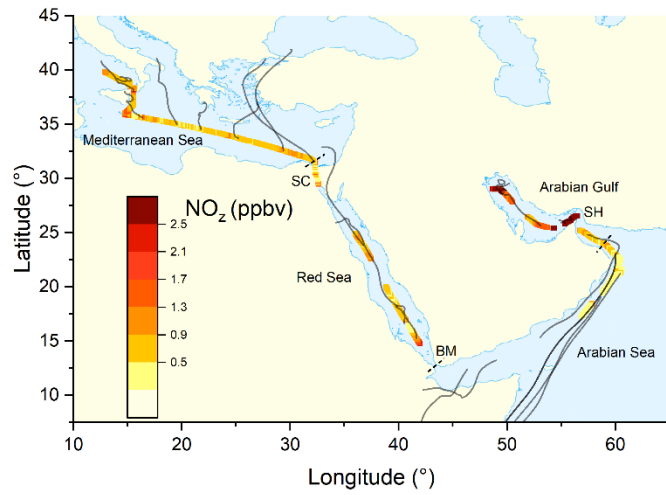 45
40
35
30
25
20
15
10
Latitude (°)
Mediterranean Sea
SC
Arabian Gulf
SH
NOz (ppbv)
2.5
2.1
1.7
1.3
0.9
0.5
Red Sea
BM
Arabian Sea
10 20 30 40 50 60
Longitude (°)